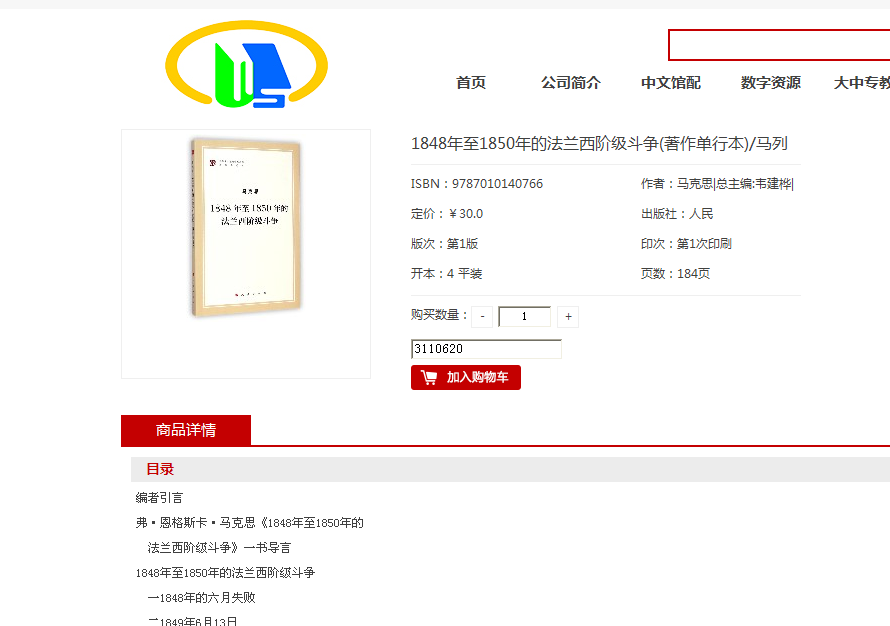 首页 公司简介 中文馆配 数字资源 大中专教
1848年至1850年的法兰西阶级斗争(著作单行本)/马列
ISBN：9787010140766 作者：马克思|总主编:韦建桦|
定价：￥30.0 出版社：人民
版次：第1版 印次：第1次印刷
开本：4 平装 页数：184页
马克思
1848 年至 1850 年的
法兰西阶级斗争
人民出版社
购买数量： - 1 +
3110620
加入购物车
商品详情
目录
编者引言
弗·恩格斯卡·马克思《1848年至1850年的
法兰西阶级斗争》一书导言
1848年至1850年的法兰西阶级斗争
一1848年的六月失败
二1849年6月13日